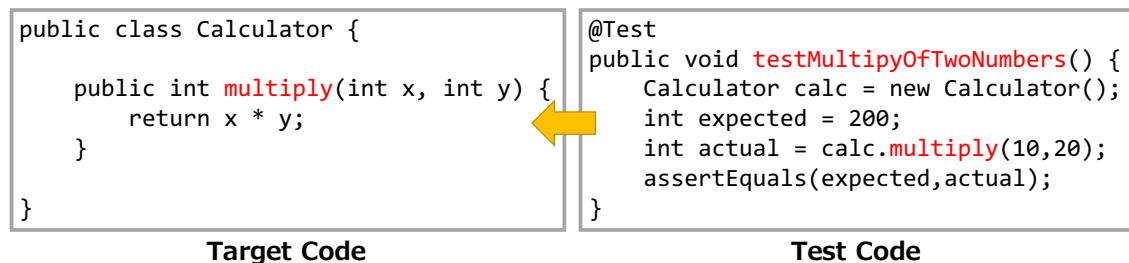 public class Calculator {
public int multiply(int x, int y) {
return x * y;
}
}
Target Code
@Test
public void testMultipyOfTwoNumbers() {
Calculator calc = new Calculator();
int expected = 200;
int actual = calc.multiply(10,20);
assertEquals(expected,actual);
}
Test Code